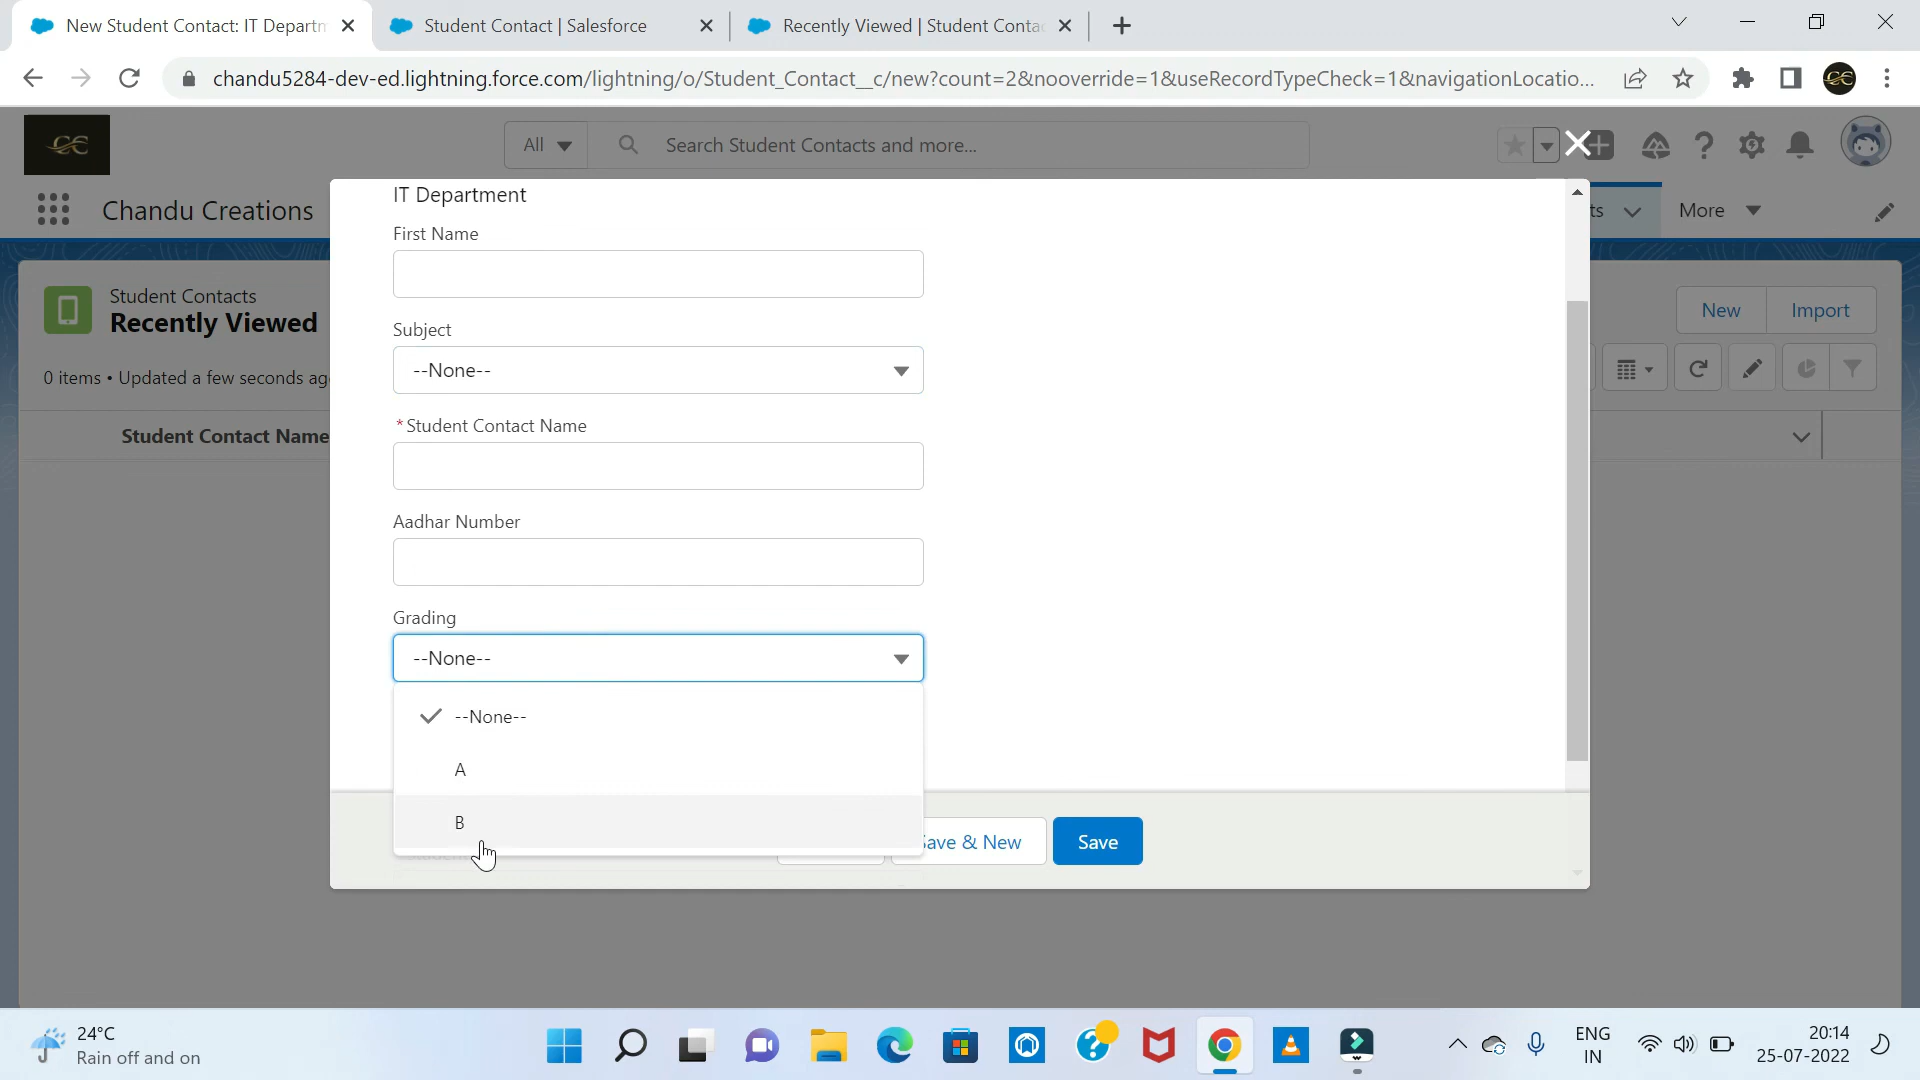 New Student Contact: IT Departm
Student Contact | Salesforce
Recently Viewed | Student Conta
chandu5284-dev-ed.lightning.force.com/lightning/o/Student_Contact__c/new?count=2&nooverride=1&useRecordTypeCheck=1&navigationLocatio...
All
Search Student Contacts and more...
Chandu Creations
ts
More
Student Contacts
Recently Viewed
New
Import
0 items • Updated a few seconds ag
Student Contact Name
IT Department
First Name
Subject
--None--
*Student Contact Name
Aadhar Number
Grading
--None--
--None--
A
B
Save & New
Save
24°C
Rain off and on
ENG
IN
20:14
25-07-2022